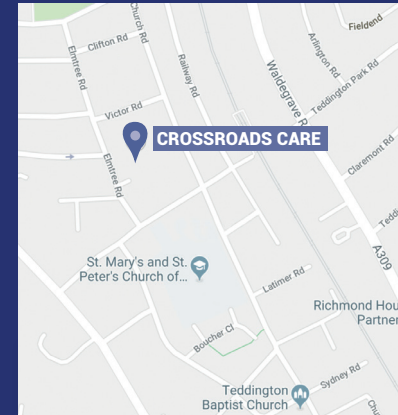 Fieldend
Church Rd
Elmtree Rd
Clifton Rd
Arlington Rd
Railway Rd
Waldegrave R
Teddington Park Rd
Victor Rd
CROSSROADS CARE
Claremont Rd
Elmtree Rd
Teddi
A309
St. Mary's and St.
Peter's Church of...
Latimer Rd
Richmond Hou
Partner
Boucher Cl
Sydney Rd
Teddington
Baptist Church
Chu